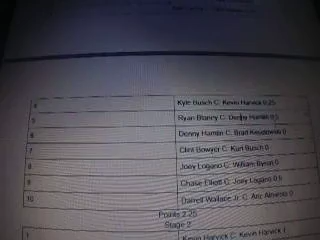 4 Kyle Busch C: Kevin Harvick 0.25
5 Ryan Blaney C: Denny Hamlin 0.5
6 Denny Hamlin C: Brad Keselowski 0
7 Clint Bowyer C: Kurt Busch 0
8 Joey Logano C: William Byron 0
9 Chase Elliott C: Joey Logano 0.5
10 Darrell Wallace Jr. C: Aric Almirola 0
Points 2.25
Stage 2
1 Kevin Harvick C: Kevin Harvick 1